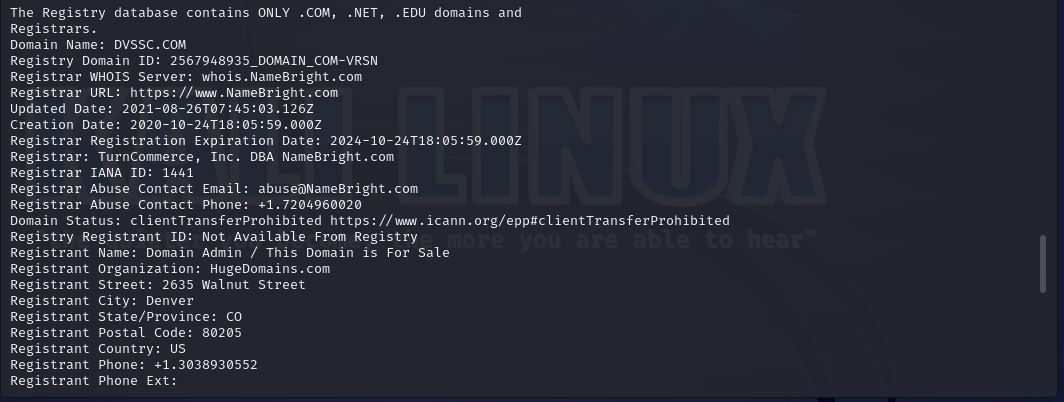 The Registry database contains ONLY .COM, .NET, .EDU domains and
Registrars.
Domain Name: DVSSC.COM
Registry Domain ID: 2567948935_DOMAIN_COM-VRSN
Registrar WHOIS Server: whois.NameBright.com
Registrar URL: https://www.NameBright.com
Updated Date: 2021-08-26T07:45:03.126Z
Creation Date: 2020-10-24T18:05:59.000Z
Registrar Registration Expiration Date: 2024-10-24T18:05:59.000Z
Registrar: TurnCommerce, Inc. DBA NameBright.com
Registrar IANA ID: 1441
Registrar Abuse Contact Email: abuse@NameBright.com
Registrar Abuse Contact Phone: +1.7204960020
Domain Status: clientTransferProhibited https://www.icann.org/epp#clientTransferProhibited
Registry Registrant ID: Not Available From Registry
Registrant Name: Domain Admin / This Domain is For Sale
Registrant Organization: HugeDomains.com
Registrant Street: 2635 Walnut Street
Registrant City: Denver
Registrant State/Province: CO
Registrant Postal Code: 80205
Registrant Country: US
Registrant Phone: +1.3038930552
Registrant Phone Ext:
LINUX
more you are able to hear"